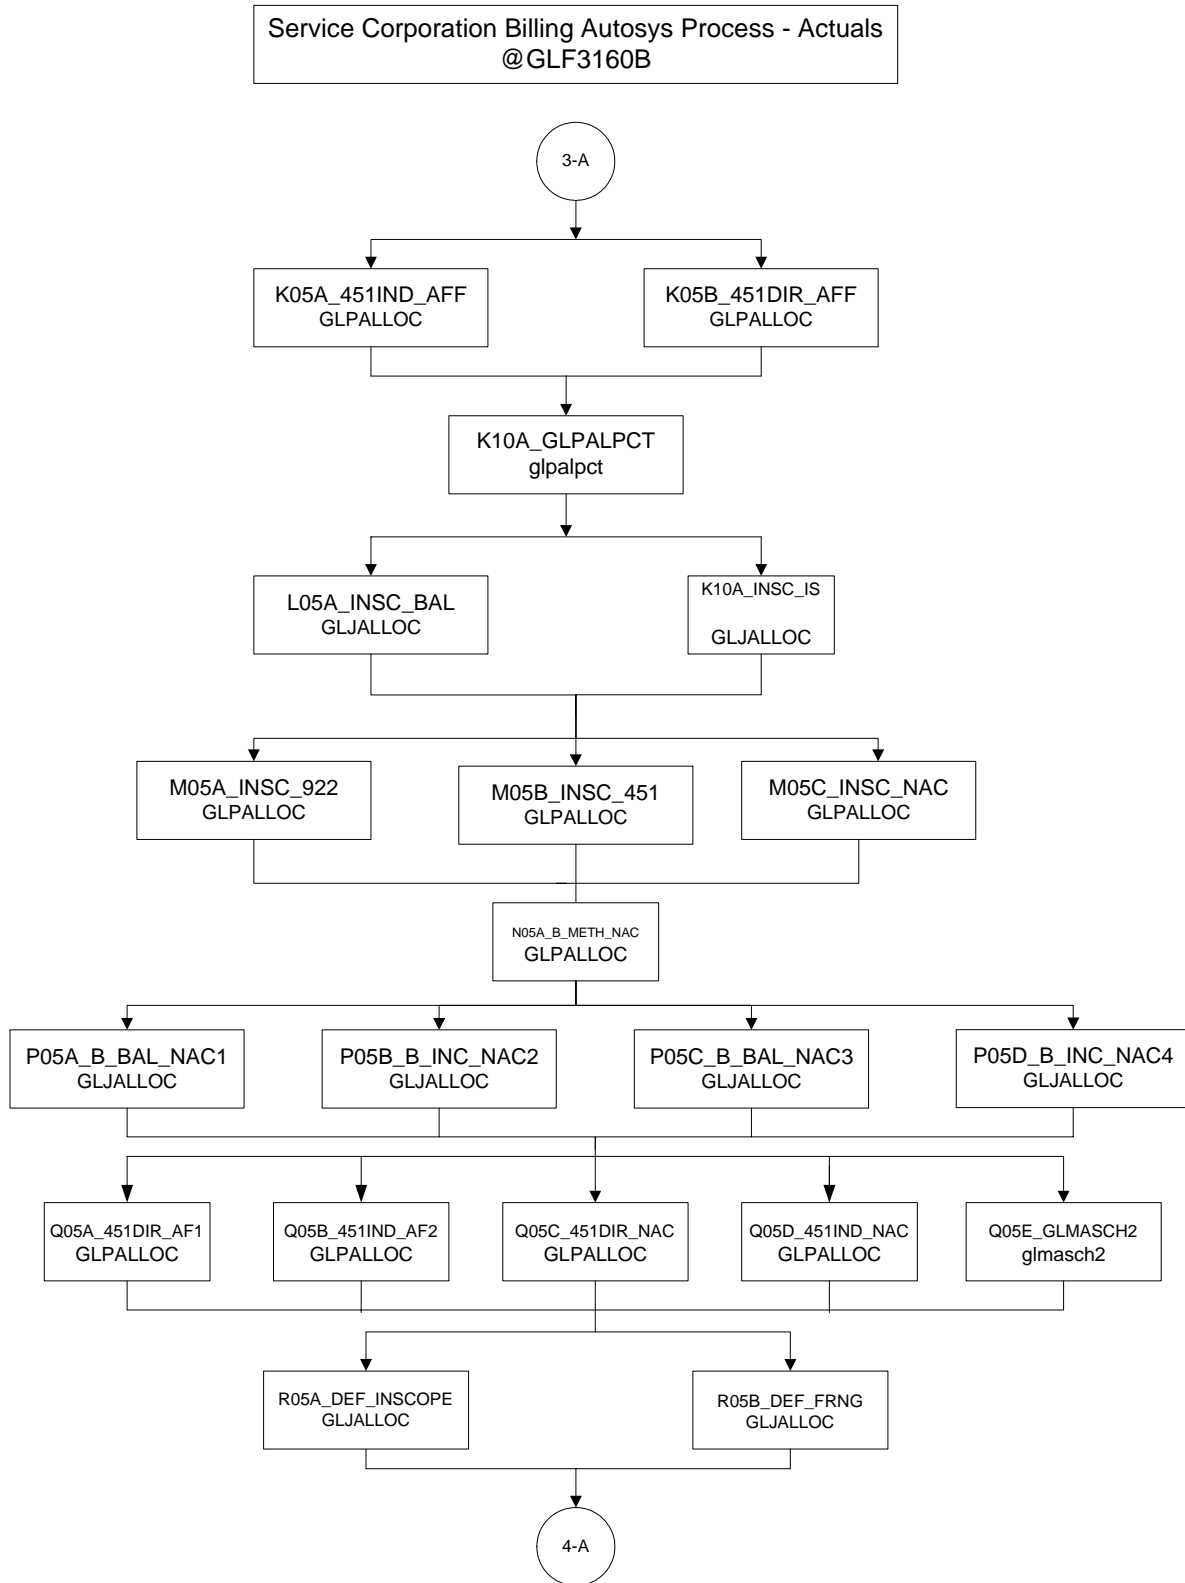 Service Corporation Billing Autosys Process - Actuals
@GLF3160B
3-A
K05A_451IND_AFF
GLPALLOC
K05B_451DIR_AFF
GLPALLOC
K10A_GLPALPCT
glpalpct
L05A_INSC_BAL
GLJALLOC
K10A_INSC_IS
GLJALLOC
M05A_INSC_922
GLPALLOC
M05B_INSC_451
GLPALLOC
M05C_INSC_NAC
GLPALLOC
N05A_B_METH_NAC
GLPALLOC
P05A_B_BAL_NAC1
GLJALLOC
P05B_B_INC_NAC2
GLJALLOC
P05C_B_BAL_NAC3
GLJALLOC
P05D_B_INC_NAC4
GLJALLOC
Q05A_451DIR_AF1
GLPALLOC
Q05B_451IND_AF2
GLPALLOC
Q05C_451DIR_NAC
GLPALLOC
Q05D_451IND_NAC
GLPALLOC
Q05E_GLMASCH2
glmasch2
R05A_DEF_INSCOPE
GLJALLOC
R05B_DEF_FRNG
GLJALLOC
4-A